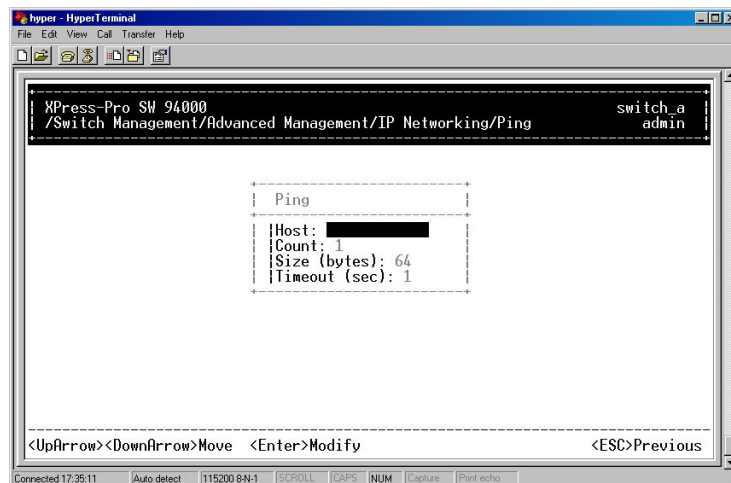 hyper - HyperTerminal
File Edit View Call Transfer Help
XPress-Pro SW 94000 switch_a
/Switch Management/Advanced Management/IP Networking/Ping admin
Ping
Host:
Count: 1
Size (bytes): 64
Timeout (sec): 1
<UpArrow><DownArrow>Move <Enter>Modify <ESC>Previous
Connected 17:35:11 Auto detect 115200 8-N-1 SCROLL CAPS NUM Capture Print echo